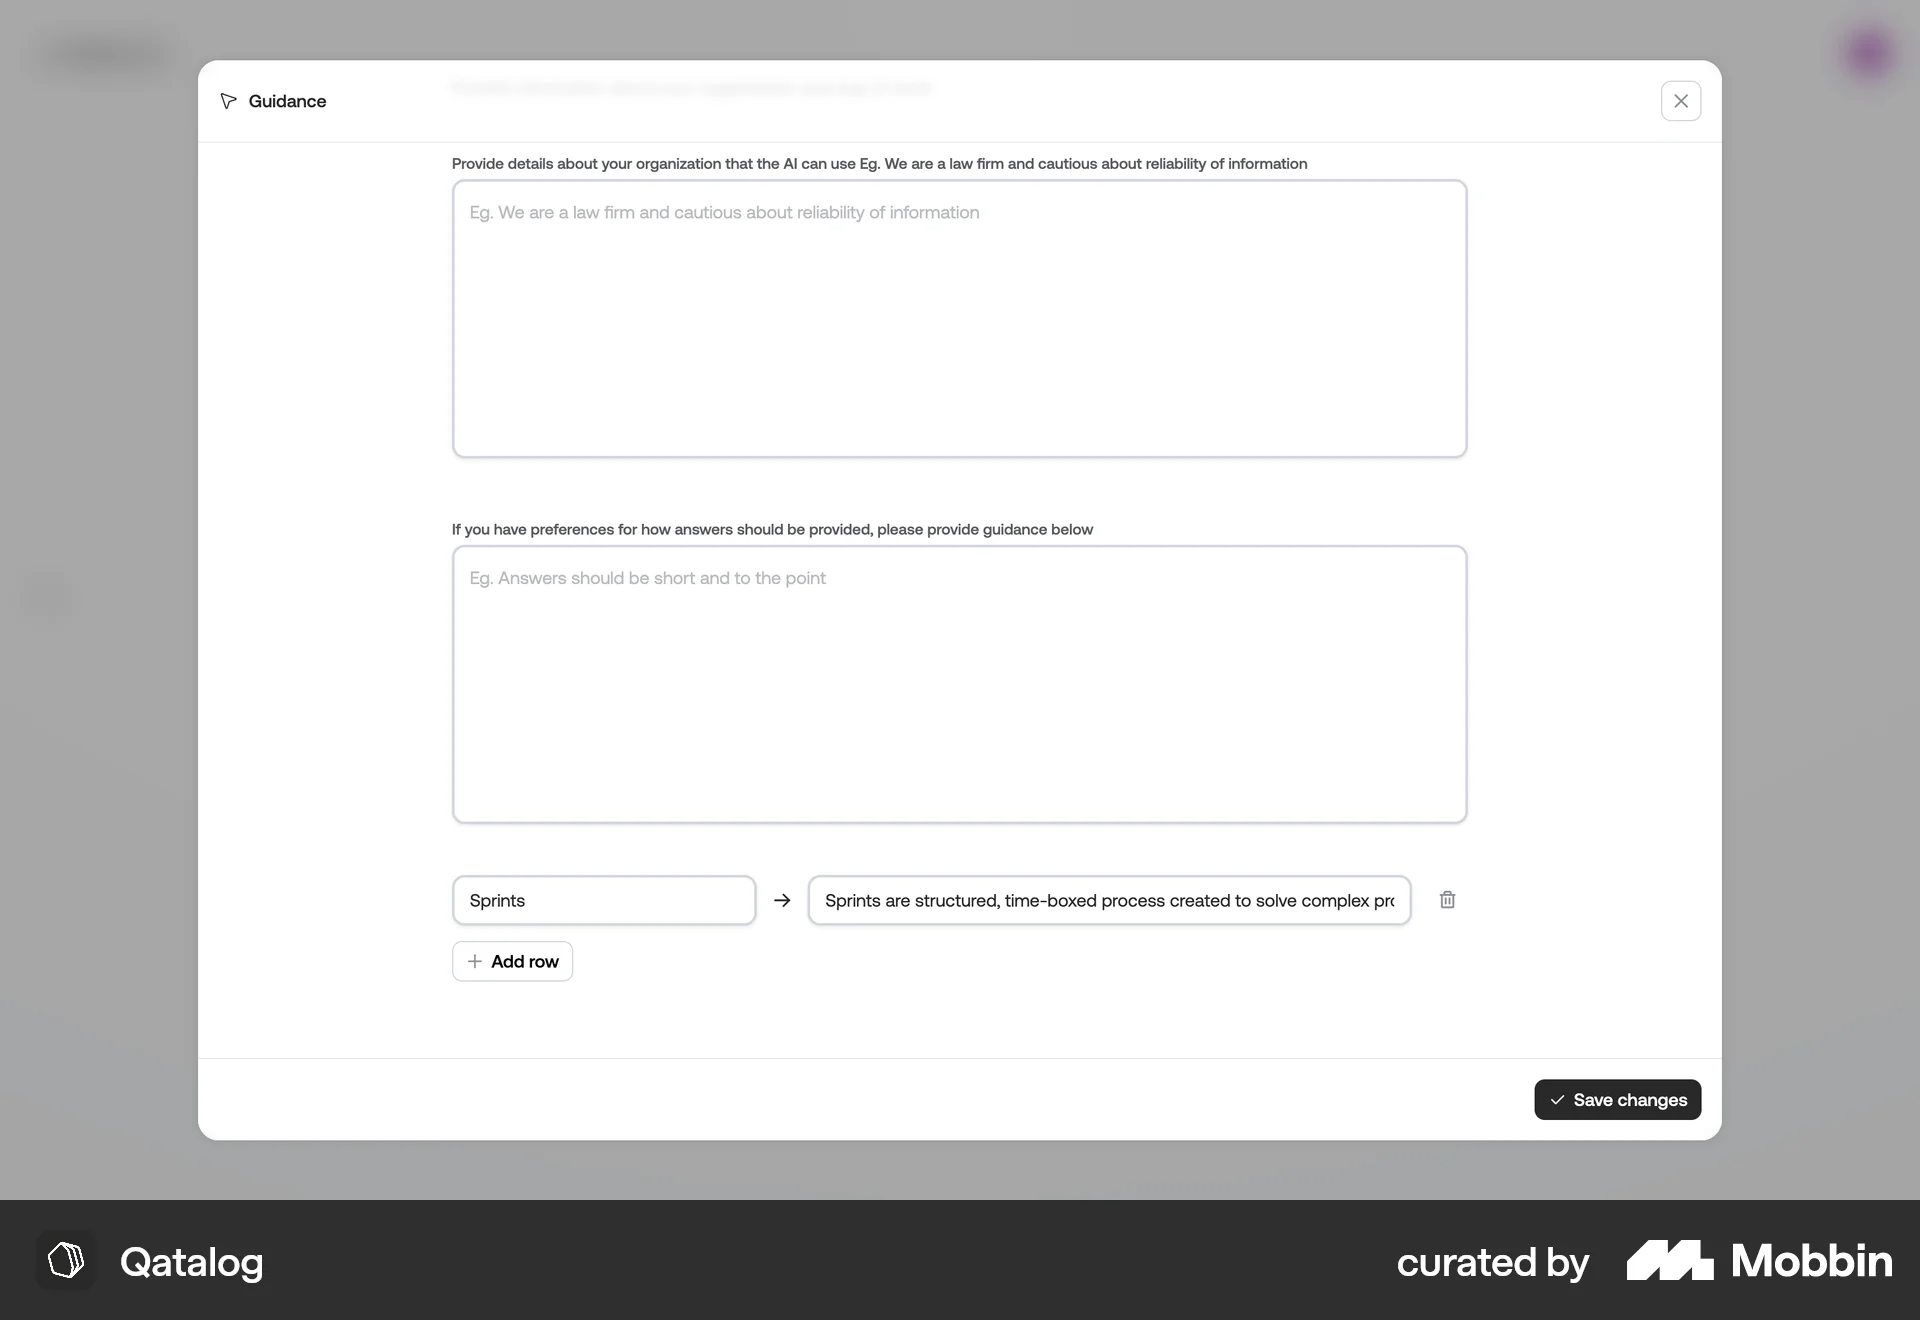 Guidance
Provide details about your organization that the AI can use Eg. We are a law firm and cautious about reliability of information
Eg. We are a law firm and cautious about reliability of information
If you have preferences for how answers should be provided, please provide guidance below
Eg. Answers should be short and to the point
Sprints
Sprints are structured, time-boxed process created to solve complex
Add row
Save changes
Qatalog
curated by
Mobbin